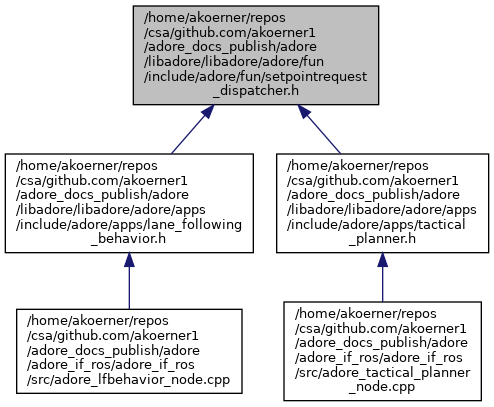 /home/akoerner/repos
/csa/github.com/akoerner1
/adore_docs_publish/adore
/libadore/libadore/adore/fun
/include/adore/fun/setpointrequest
_dispatcher.h
/home/akoerner/repos
/csa/github.com/akoerner1
/adore_docs_publish/adore
/libadore/libadore/adore/apps
/include/adore/apps/lane_following
_behavior.h
/home/akoerner/repos
/csa/github.com/akoerner1
/adore_docs_publish/adore
/libadore/libadore/adore/apps
/include/adore/apps/tactical
_planner.h
/home/akoerner/repos
/csa/github.com/akoerner1
/adore_docs_publish/adore
/adore_if_ros/adore_if_ros
/src/adore_lfbehavior_node.cpp
/home/akoerner/repos
/csa/github.com/akoerner1
/adore_docs_publish/adore
/adore_if_ros/adore_if_ros
/src/adore_tactical_planner
_node.cpp